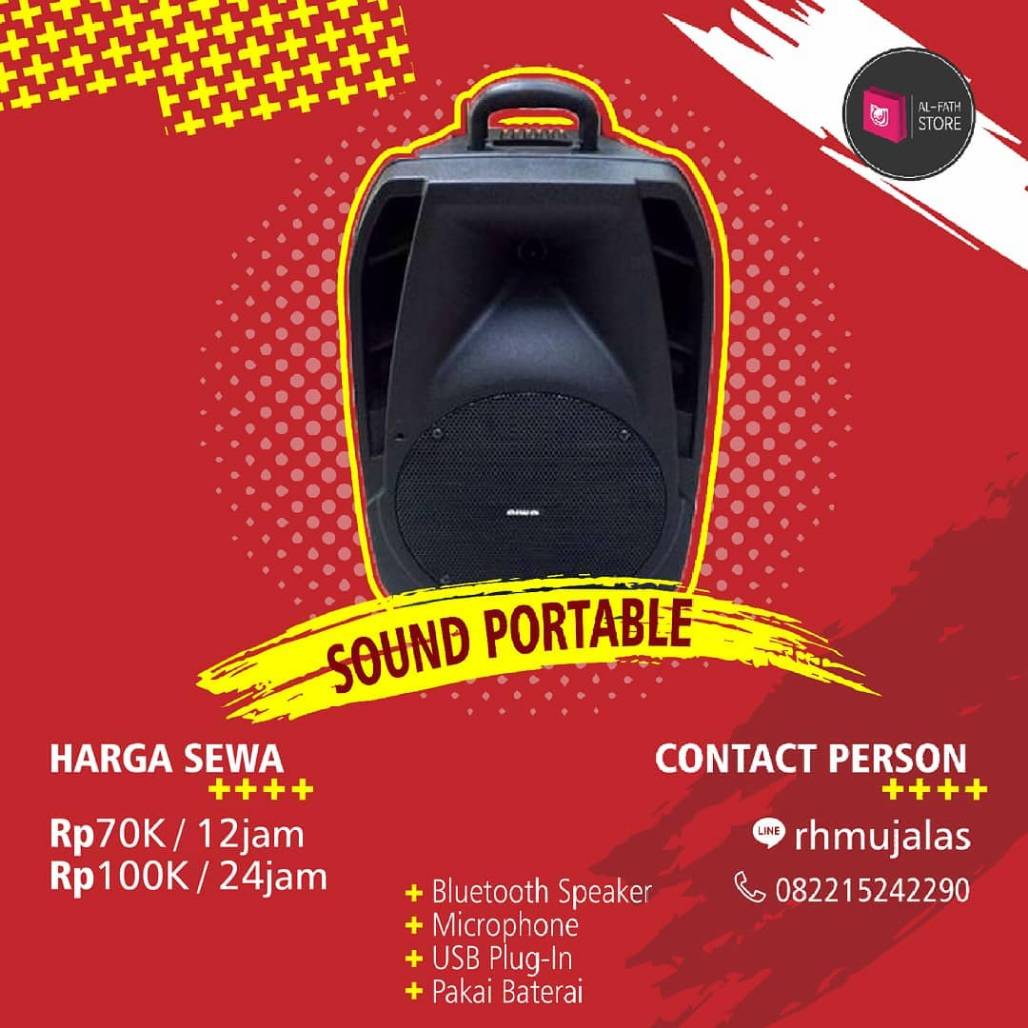 AL-FATH
STORE
aiwa
SOUND PORTABLE
HARGA SEWA
Rp70K / 12jam
Rp100K / 24jam
CONTACT PERSON
LINE rhmujalas
082215242290
+ Bluetooth Speaker
+ Microphone
+ USB Plug-In
+ Pakai Baterai